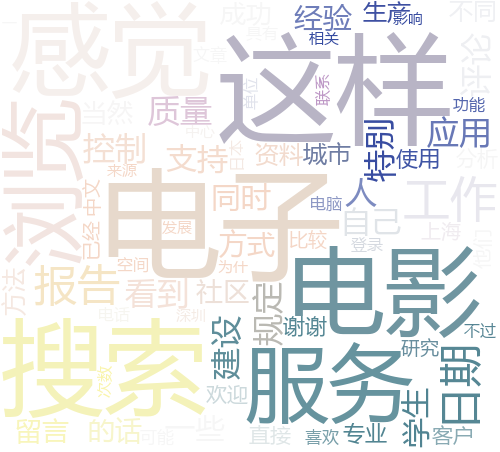 感觉
成功
经验
生产
影响
不同
这样
相关
具有
文章
评论
质量
当然
单位
联系
功能
浏览
中心
特别
应用
控制
支持
日本
资料
城市
使用
分析
来源
电子
同时
电脑
人
工作
中文
已经
发展
方式
比较
自己
上海
登录
空间
为什
电影
方法
报告
看到
社区
规定
电话
深圳
搜索
建设
谢谢
不过
服务
研究
日期
次数
欢迎
学生
留言
的话
可能
一些
直接
喜欢
专业
客户